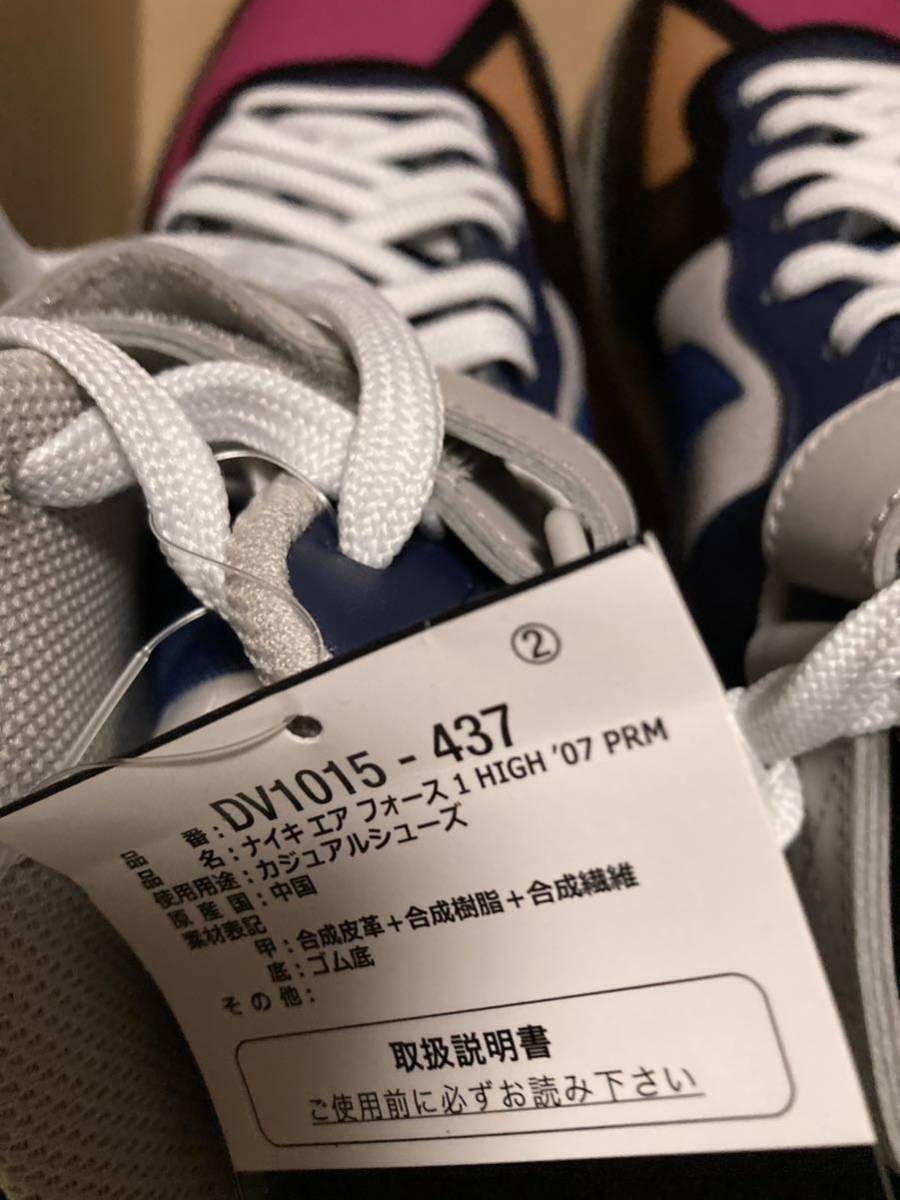 ②
品番：DV1015 - 437
品名：ナイキ エア フォース 1 HIGH '07 PRM
使用用途：カジュアルシューズ
原産国：中国
素材表記
甲：合成皮革＋合成樹脂＋合成繊維
底：ゴム底
その他：
取扱説明書
ご使用前に必ずお読み下さい